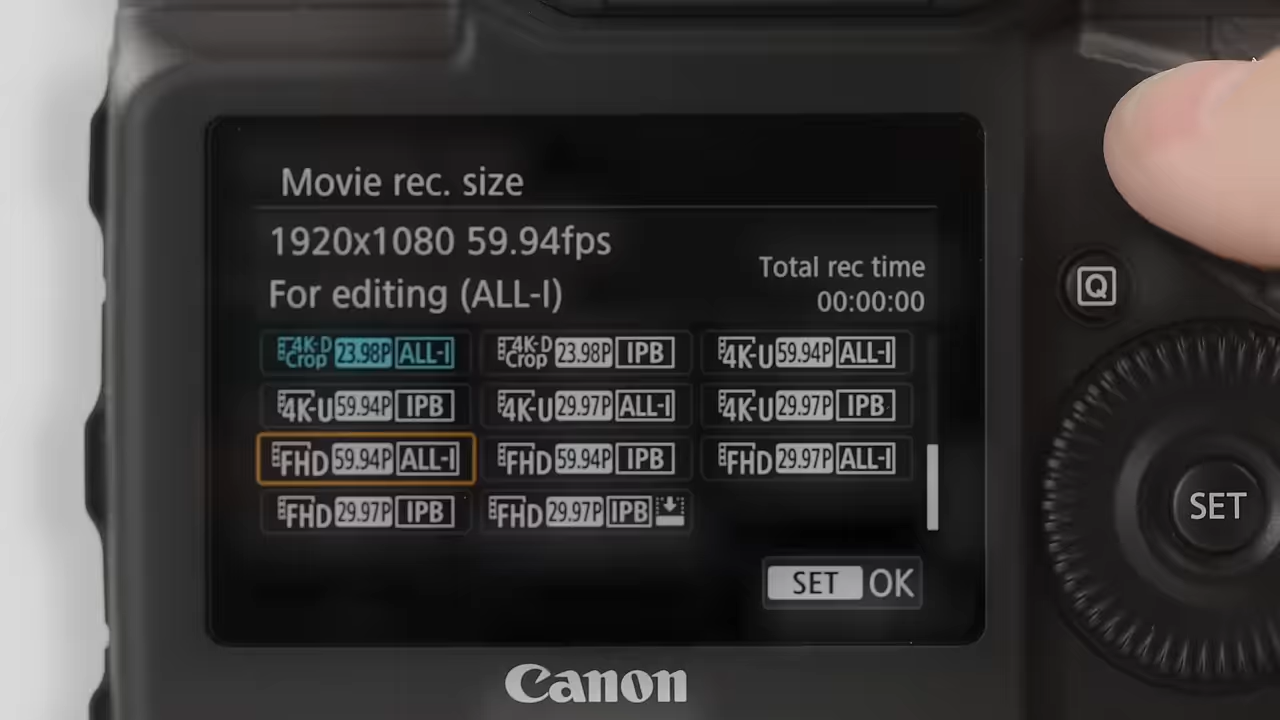 Movie rec. size
1920x1080 59.94fps
Total rec time
For editing (ALL-I)
00:00:00
4K-D Crop 23.98P ALL-I 4K-D Crop 23.98P IPB 4K-U 59.94P ALL-I
4K-U 59.94P IPB 4K-U 29.97P ALL-I 4K-U 29.97P IPB
FHD 59.94P ALL-I FHD 59.94P IPB FHD 29.97P ALL-I
FHD 29.97P IPB FHD 29.97P IPB
SET OK
Canon
Q
SET